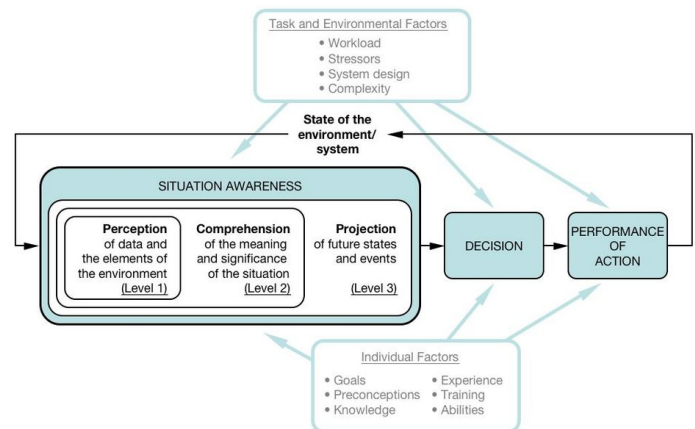 Task and Environmental Factors
• Workload
• Stressors
• System design
• Complexity
State of the
environment/
system
SITUATION AWARENESS
Perception
of data and
the elements of
the environment
(Level 1)
Comprehension
of the meaning
and significance
of the situation
(Level 2)
Projection
of future states
and events
(Level 3)
DECISION
PERFORMANCE
OF
ACTION
Individual Factors
• Goals
• Preconceptions
• Knowledge
• Experience
• Training
• Abilities